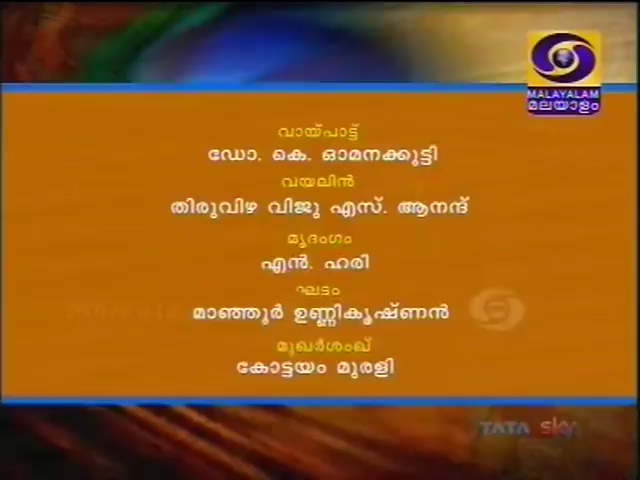 MALAYALAM
മലയാളം
വായ്പാട്ട്
ഡോ. കെ. ഓമനക്കുട്ടി
വയലിൻ
തിരുവിഴ വിജു എസ്. ആനന്ദ്
മൃദംഗം
എൻ. ഹരി
ഘടം
മാഞ്ഞൂർ ഉണ്ണികൃഷ്ണൻ
മുഖർശംഖ്
കോട്ടയം മുരളി
TATA sky